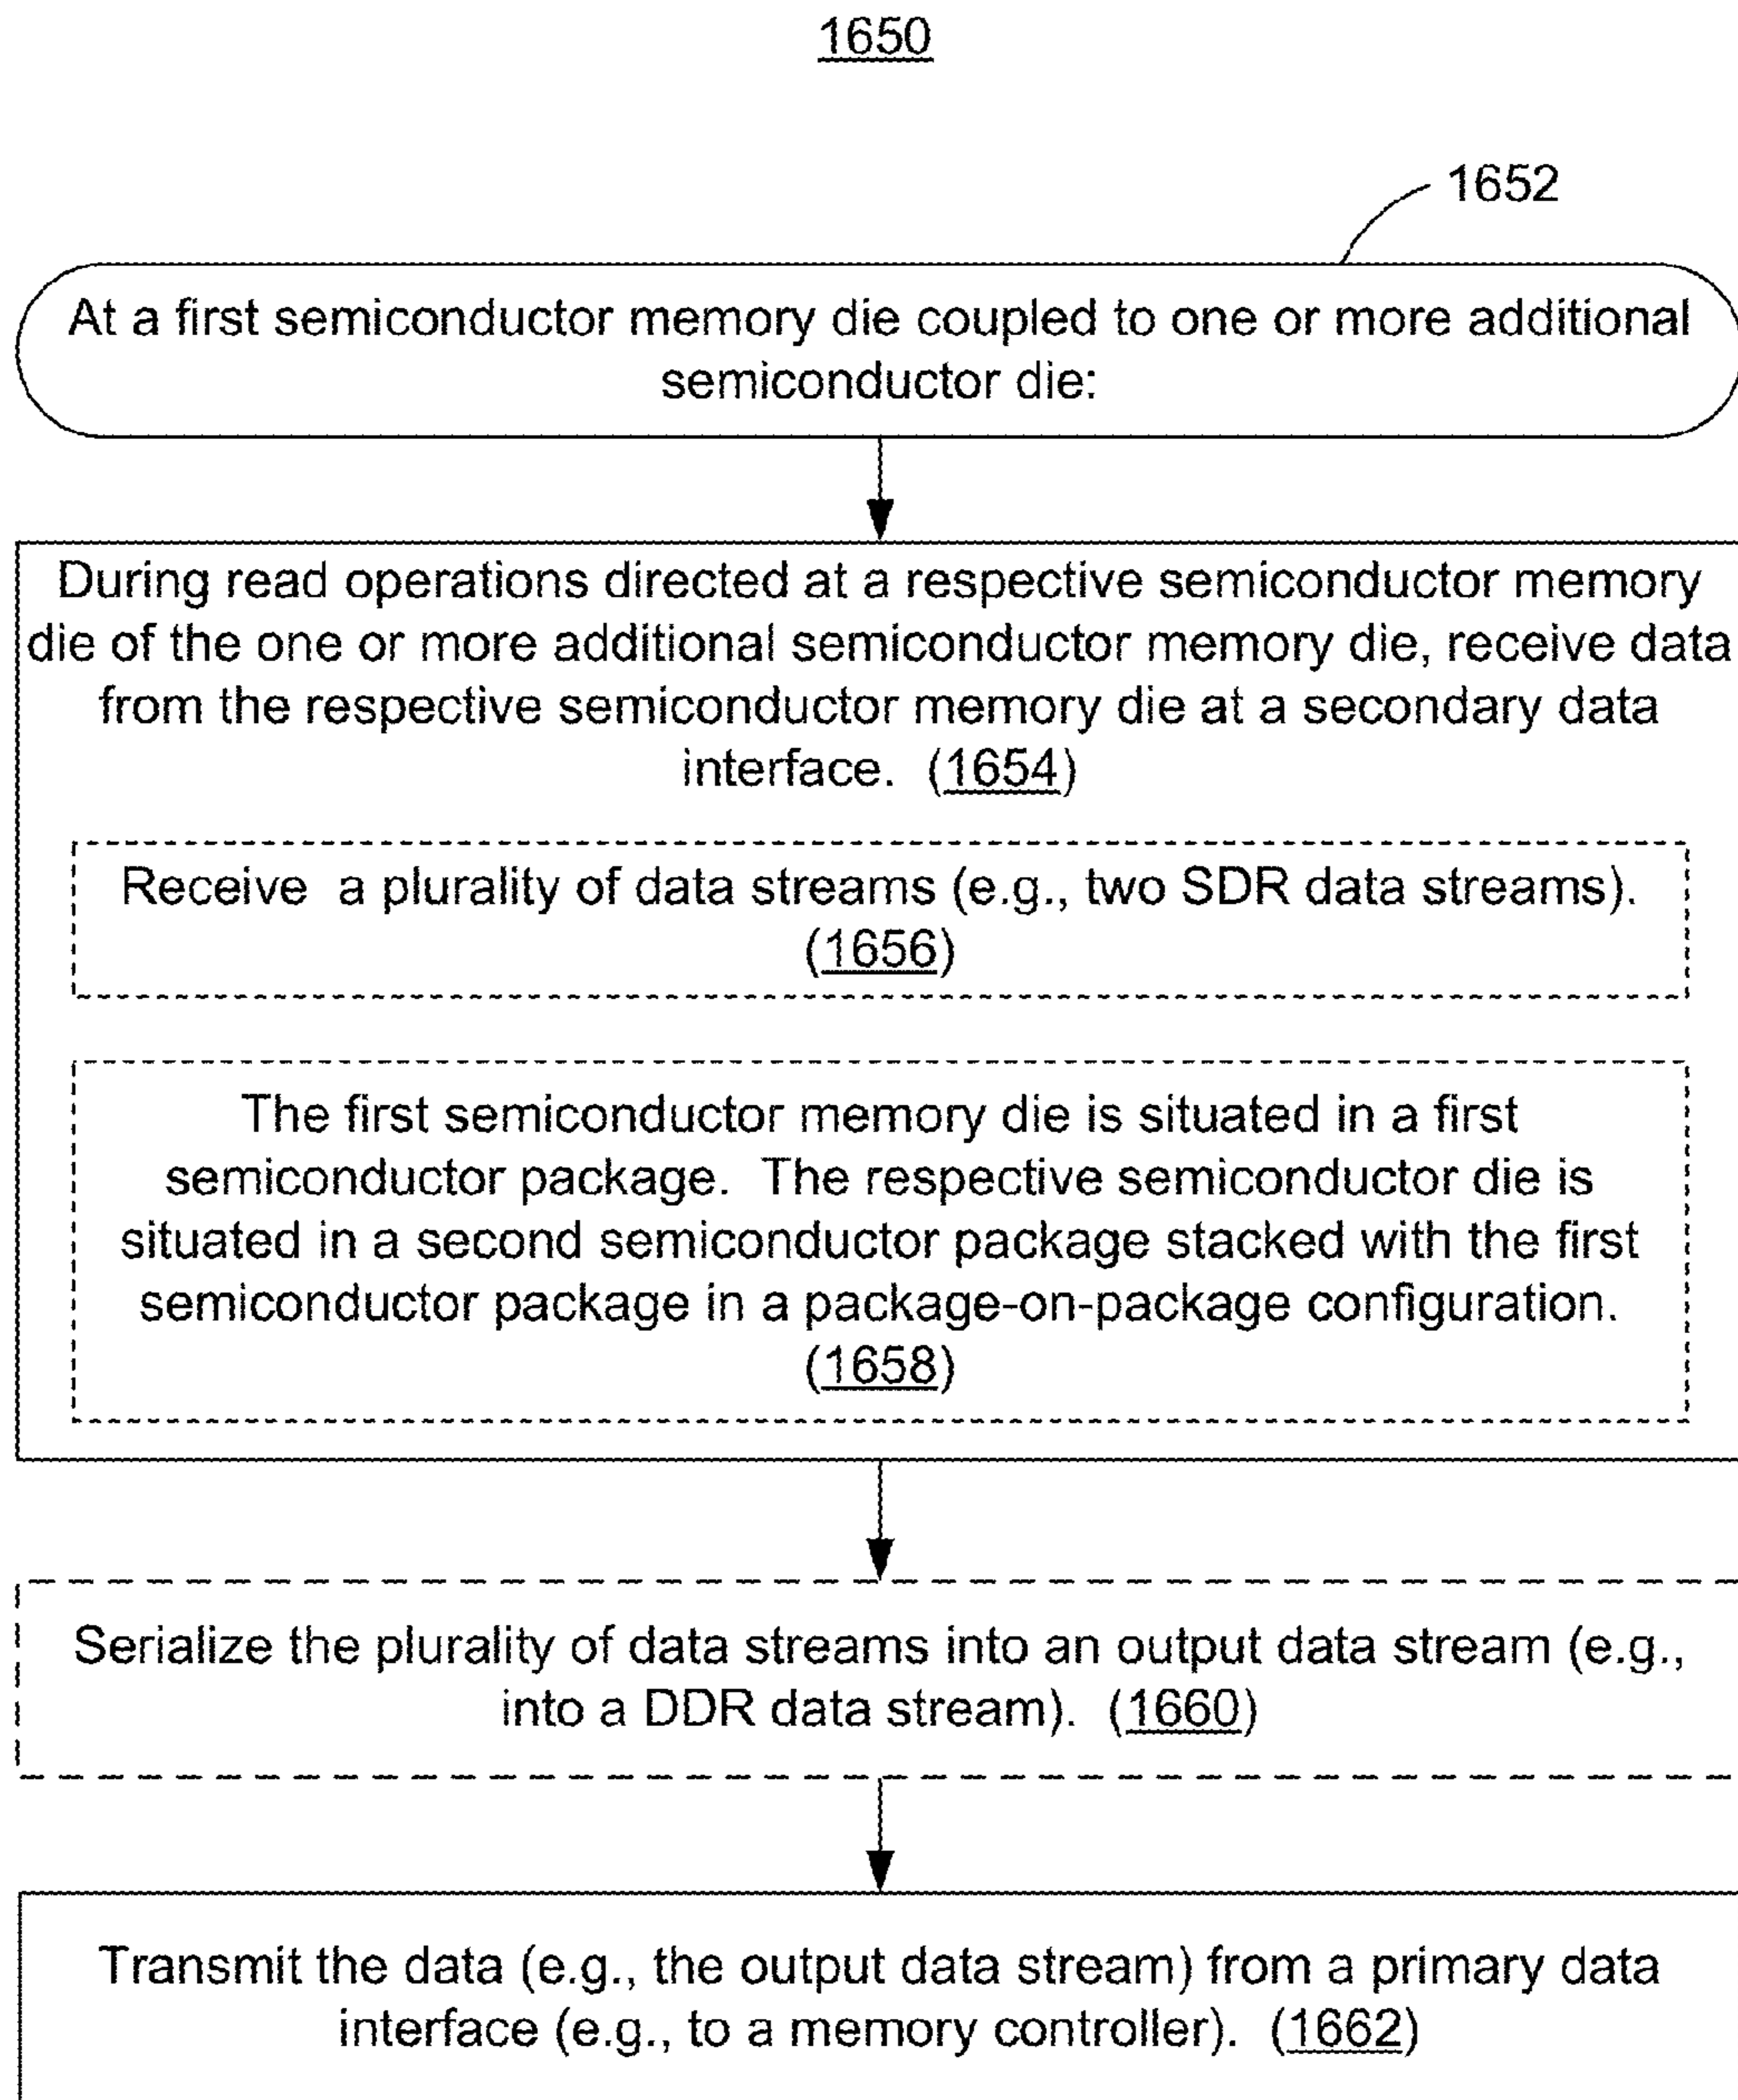 1650
1652
At a first semiconductor memory die coupled to one or more additional
semiconductor die:
During read operations directed at a respective semiconductor memory
die of the one or more additional semiconductor memory die, receive data
from the respective semiconductor memory die at a secondary data
interface. (1654)
Receive a plurality of data streams (e.g., two SDR data streams).
(1656)
The first semiconductor memory die is situated in a first
semiconductor package. The respective semiconductor die is
situated in a second semiconductor package stacked with the first
semiconductor package in a package-on-package configuration.
(1658)
Serialize the plurality of data streams into an output data stream (e.g.,
into a DDR data stream). (1660)
Transmit the data (e.g., the output data stream) from a primary data
interface (e.g., to a memory controller). (1662)